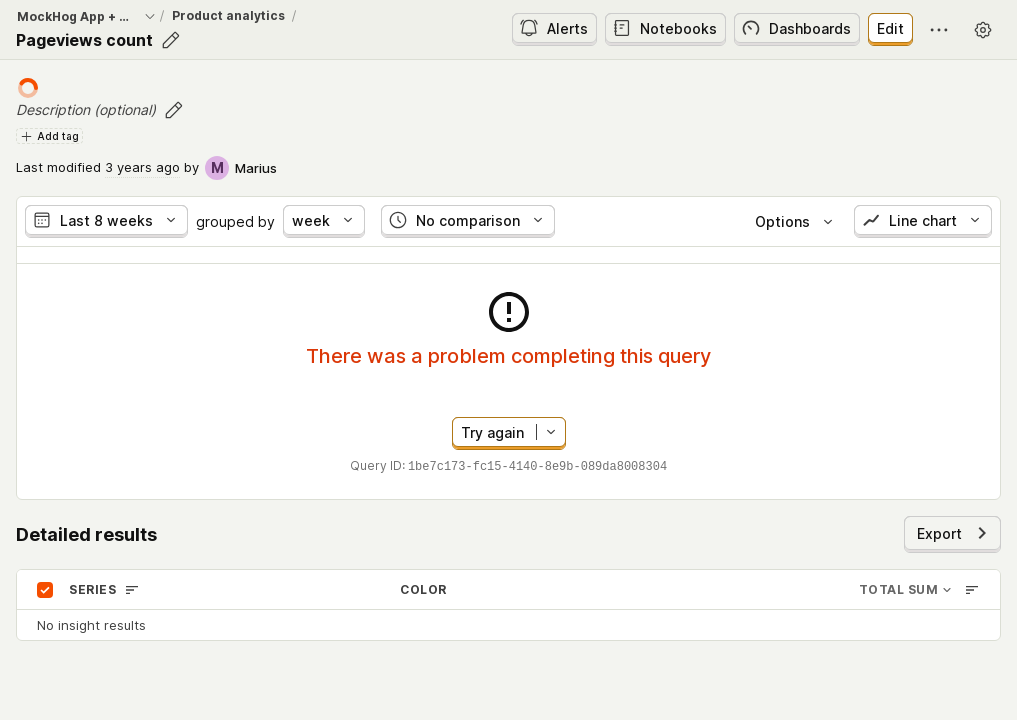 MockHog App + ... / Product analytics /
Pageviews count
Alerts Notebooks Dashboards Edit
Description (optional)
Add tag
Last modified 3 years ago by M Marius
Last 8 weeks grouped by week No comparison Options Line chart
There was a problem completing this query
Try again
Query ID: 1be7c173-fc15-4140-8e9b-089da8008304
Detailed results Export
SERIES COLOR TOTAL SUM
No insight results